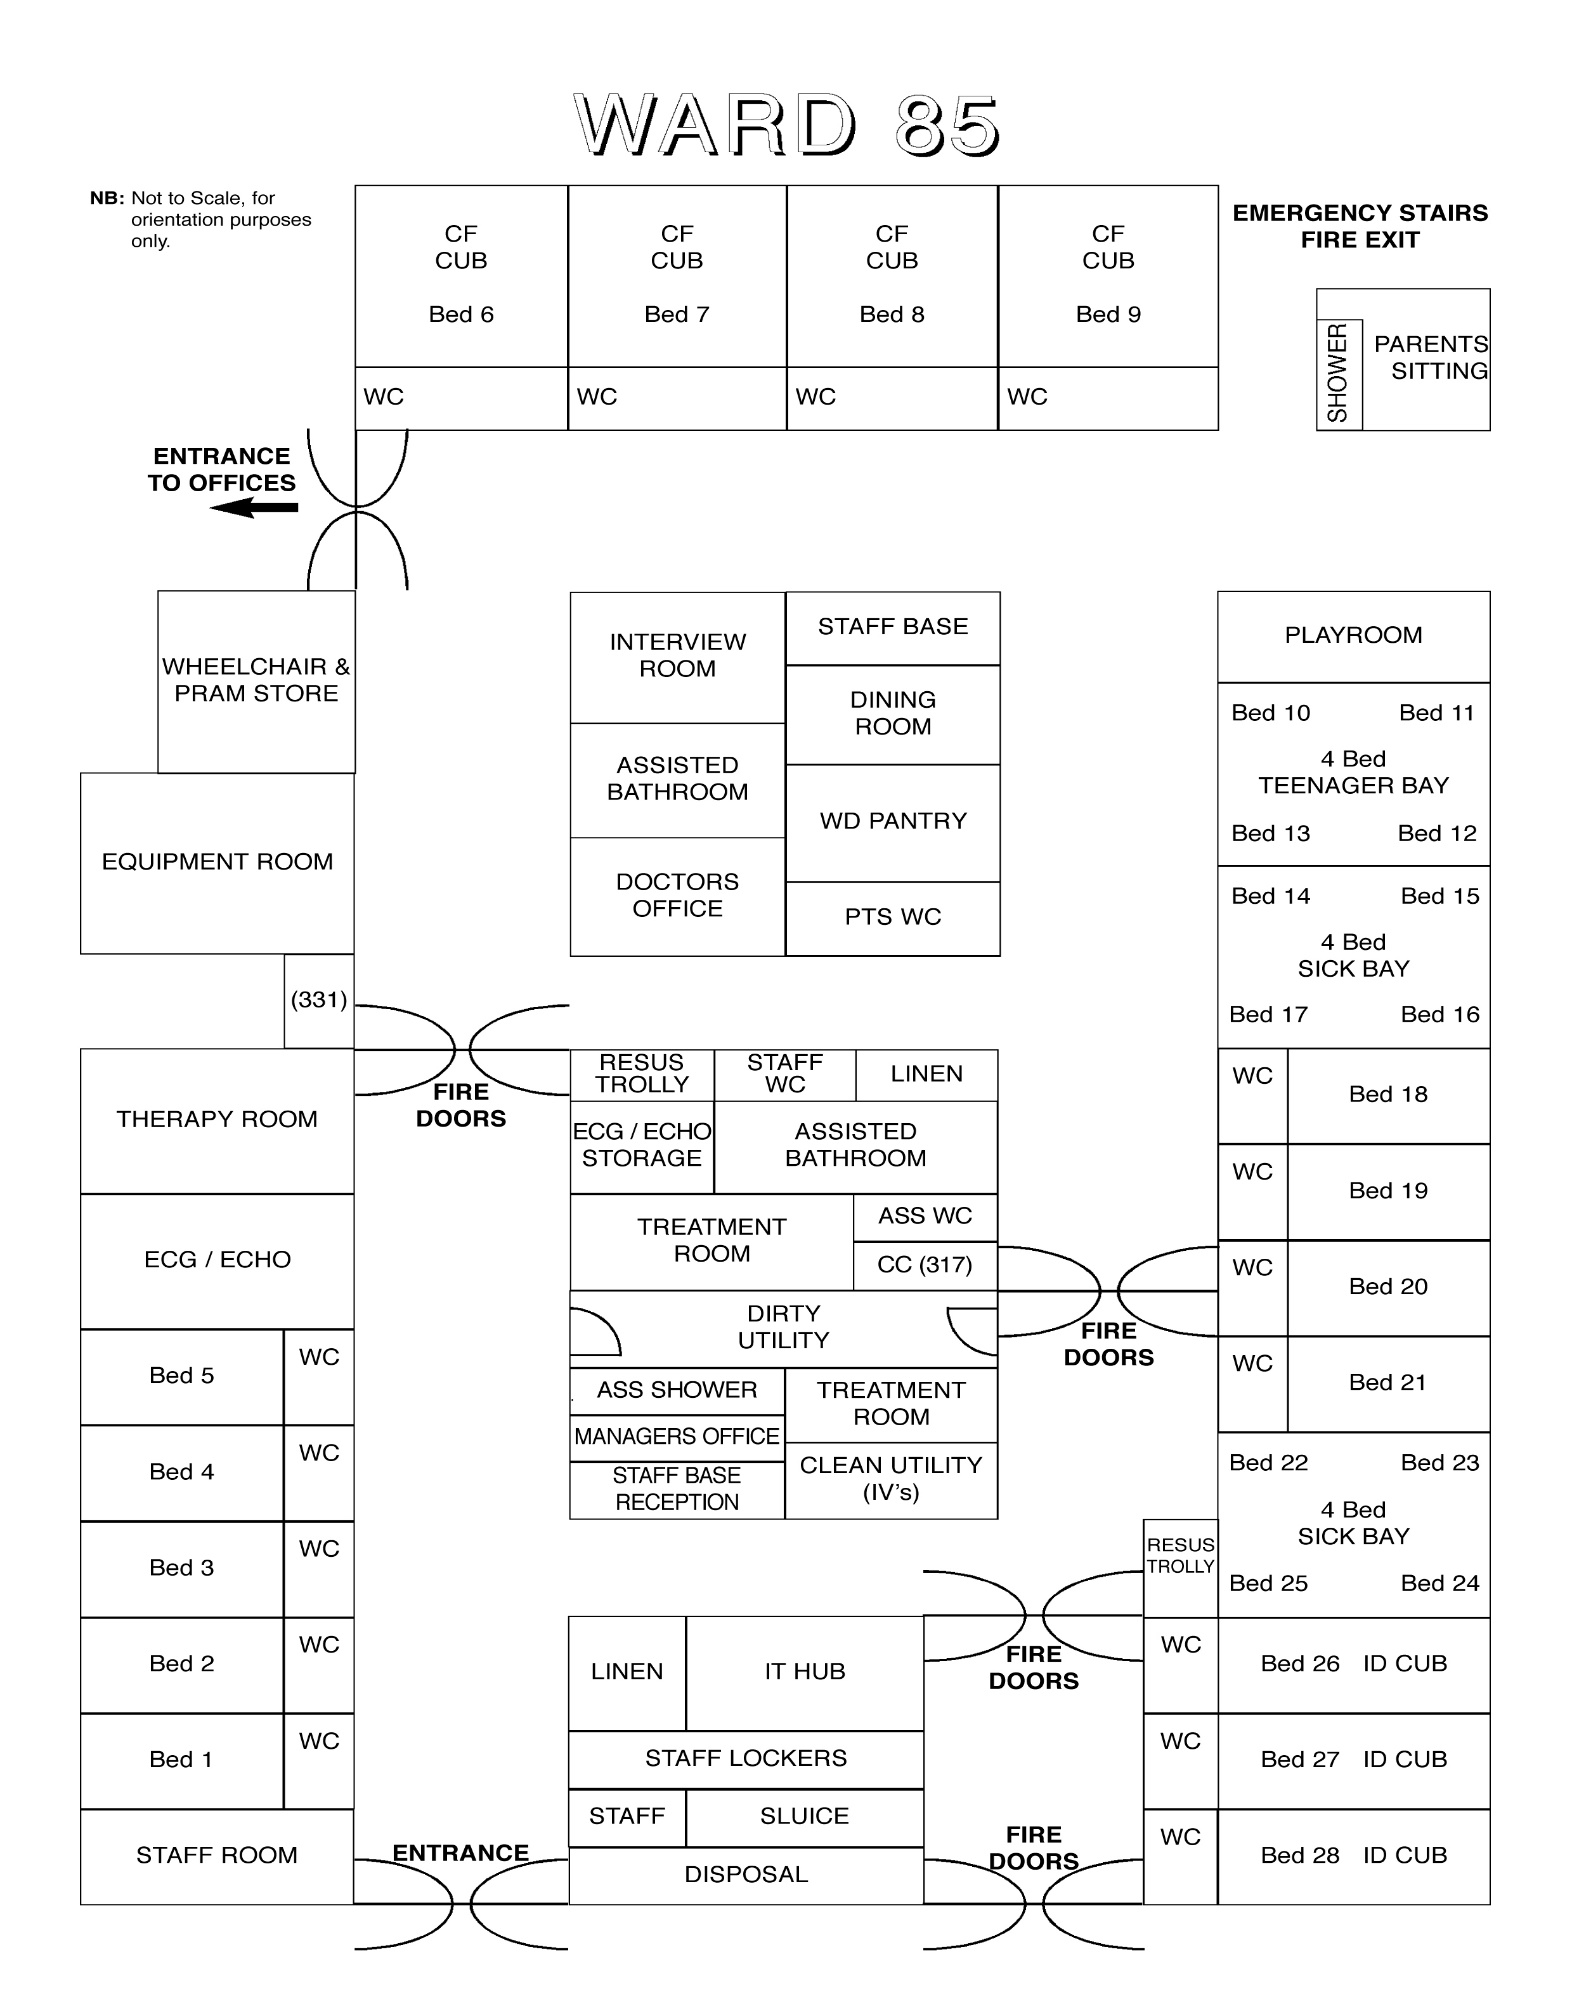 WARD 85
NB: Not to Scale, for
orientation purposes
only.
CF
CUB
Bed 6
CF
CUB
Bed 7
CF
CUB
Bed 8
CF
CUB
Bed 9
EMERGENCY STAIRS
FIRE EXIT
WC
WC
WC
WC
SHOWER
PARENTS
SITTING
ENTRANCE
TO OFFICES
WHEELCHAIR &
PRAM STORE
EQUIPMENT ROOM
(331)
THERAPY ROOM
ECG / ECHO
Bed 5
WC
Bed 4
WC
Bed 3
WC
Bed 2
WC
Bed 1
WC
STAFF ROOM
FIRE
DOORS
ENTRANCE
INTERVIEW
ROOM
ASSISTED
BATHROOM
DOCTORS
OFFICE
STAFF BASE
DINING
ROOM
WD PANTRY
PTS WC
RESUS
TROLLY
STAFF
WC
LINEN
ECG / ECHO
STORAGE
ASSISTED
BATHROOM
TREATMENT
ROOM
ASS WC
CC (317)
DIRTY
UTILITY
ASS SHOWER
MANAGERS OFFICE
STAFF BASE
RECEPTION
TREATMENT
ROOM
CLEAN UTILITY
(IV's)
LINEN
IT HUB
STAFF LOCKERS
STAFF
SLUICE
DISPOSAL
FIRE
DOORS
FIRE
DOORS
FIRE
DOORS
PLAYROOM
Bed 10 Bed 11
4 Bed
TEENAGER BAY
Bed 13 Bed 12
Bed 14 Bed 15
4 Bed
SICK BAY
Bed 17 Bed 16
WC
Bed 18
WC
Bed 19
WC
Bed 20
WC
Bed 21
Bed 22 Bed 23
4 Bed
SICK BAY
Bed 25 Bed 24
RESUS
TROLLY
WC
Bed 26 ID CUB
WC
Bed 27 ID CUB
WC
Bed 28 ID CUB